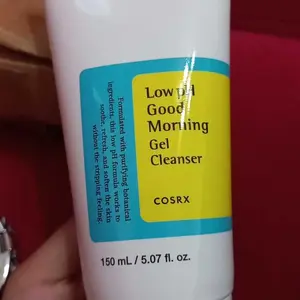 Low pH
Good
Morning
Gel
Cleanser
COSRX
Formulated with purifying botanical
ingredients, this low pH formula works to
soothe, refresh, and soften the skin
without the stripping feeling.
150 mL / 5.07 fl. oz.